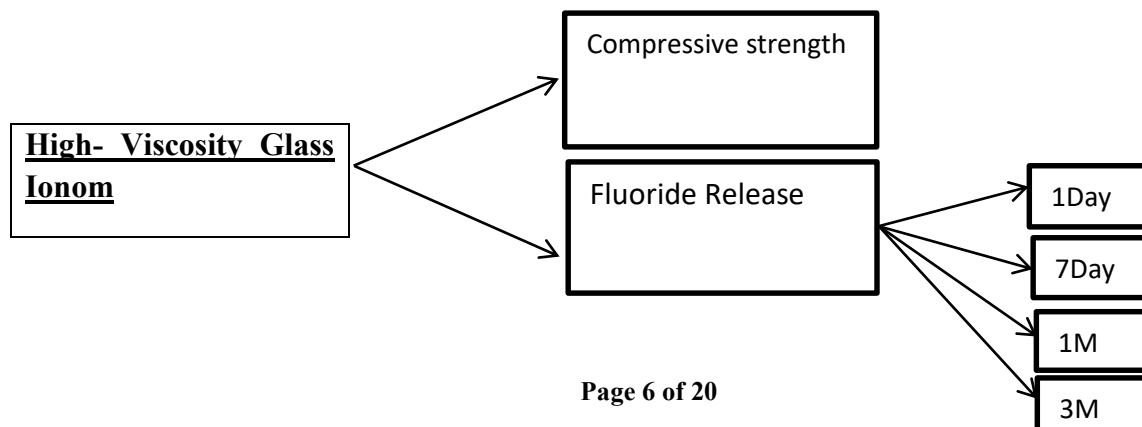 Compressive strength
High- Viscosity Glass
Ionom
Fluoride Release
1Day
7Day
1M
3M
Page 6 of 20